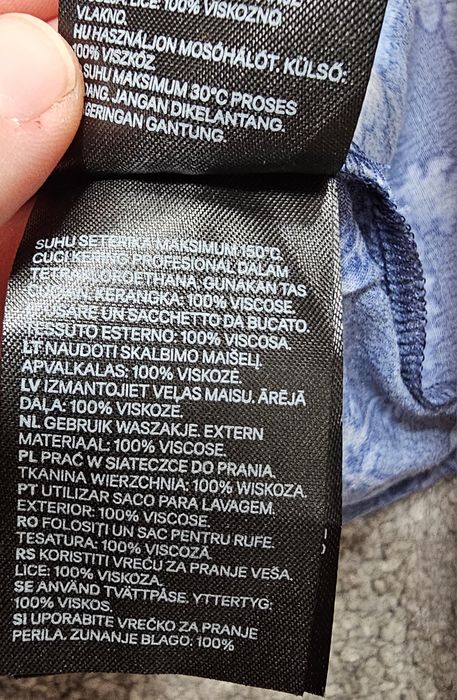 LICE 100% VISKOZNO
VLAKNO.
HU HASZNÁLJON MOSÓHÁLÓT. KÜLSŐ:
100% VISZKÓZ.
SUHU MAKSIMUM 30°C PROSES
JANGAN DIKELANTANG.
GERINGAN GANTUNG.
SUHU SETERIKA MAKSIMUM 150°C.
CUCI KERING PROFESIONAL DALAM
GUNAKAN TAS
KERANGKA: 100% VISCOSE.
USARE UN SACCHETTO DA BUCATO.
TESSUTO ESTERNO: 100% VISCOSA.
LT NAUDOTI SKALBIMO MAIŠELĮ.
APVALKALAS: 100% VISKOZĖ.
LV IZMANTOJIET VEĻAS MAISU. ĀRĒJĀ
DAĻA: 100% VISKOZE.
NL GEBRUIK WASZAKJE. EXTERN
MATERIAAL: 100% VISCOSE.
PL PRAĆ W SIATECZCE DO PRANIA.
TKANINA WIERZCHNIA: 100% WISKOZA.
PT UTILIZAR SACO PARA LAVAGEM.
EXTERIOR: 100% VISCOSE.
RO FOLOSIȚI UN SAC PENTRU RUFE.
TESATURA: 100% VISCOZĂ.
RS KORISTITI VREĆU ZA PRANJE VEŠA.
LICE: 100% VISKOZA.
SE ANVÄND TVÄTTPÅSE. YTTERTYG:
100% VISKOS.
SI UPORABITE VREČKO ZA PRANJE
PERILA. ZUNANJE BLAGO: 100%